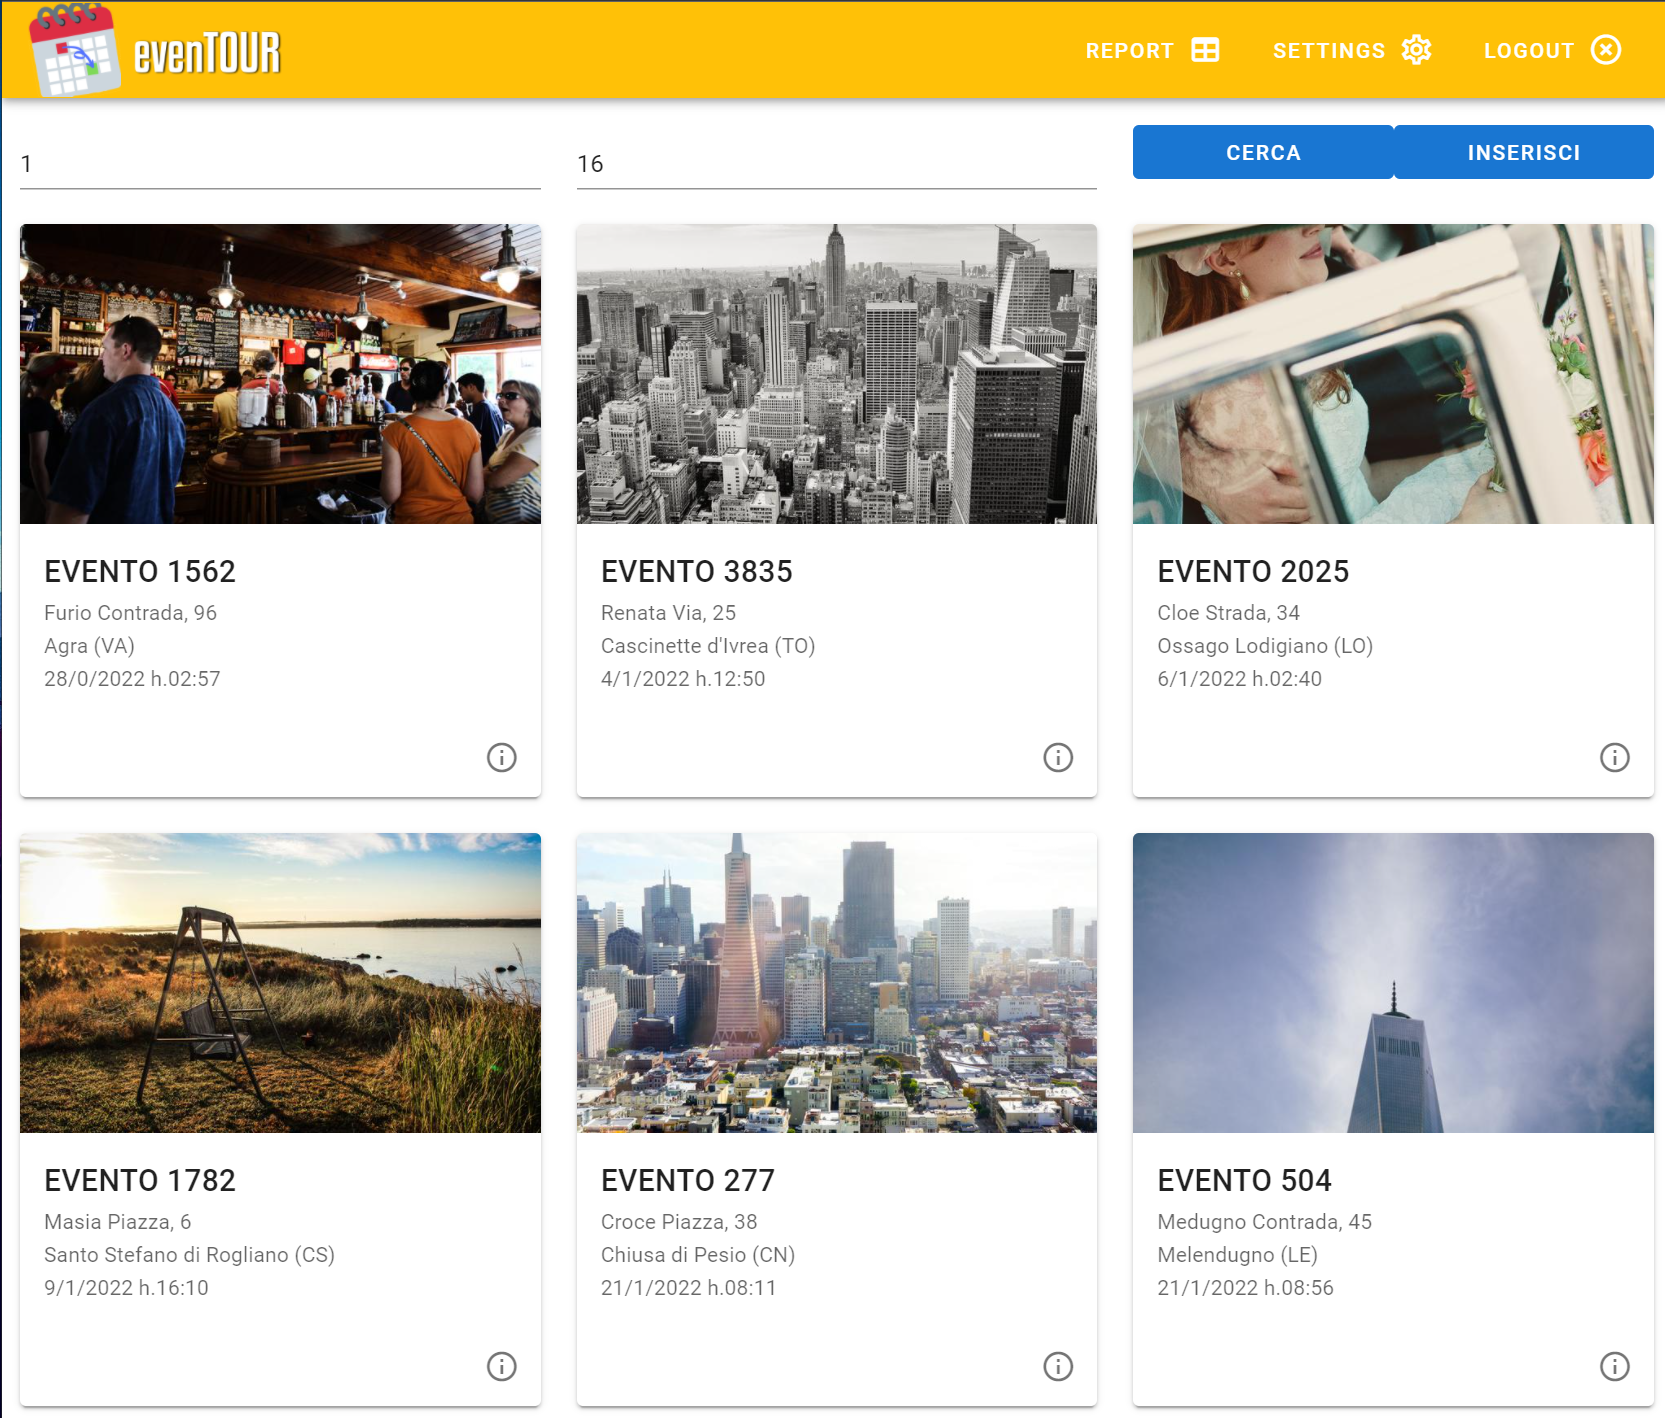 evenTOUR
REPORT
SETTINGS
LOGOUT
1
16
CERCA
INSERISCI
EVENTO 1562
Furio Contrada, 96
Agra (VA)
28/0/2022 h.02:57
EVENTO 3835
Renata Via, 25
Cascinette d'Ivrea (TO)
4/1/2022 h.12:50
EVENTO 2025
Cloe Strada, 34
Ossago Lodigiano (LO)
6/1/2022 h.02:40
EVENTO 1782
Masia Piazza, 6
Santo Stefano di Rogliano (CS)
9/1/2022 h.16:10
EVENTO 277
Croce Piazza, 38
Chiusa di Pesio (CN)
21/1/2022 h.08:11
EVENTO 504
Medugno Contrada, 45
Melendugno (LE)
21/1/2022 h.08:56